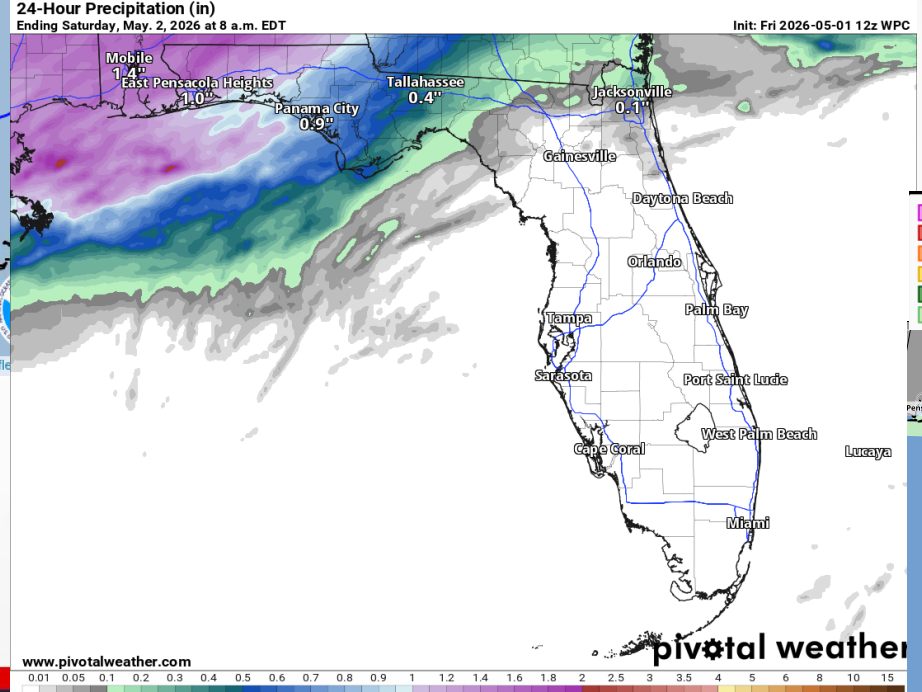 24-Hour Precipitation (in)
Ending Saturday, May. 2, 2026 at 8 a.m. EDT
Init: Fri 2026-05-01 12z WPC
Mobile
1.4"
East Pensacola Heights
1.0"
Panama City
0.9"
Tallahassee
0.4"
Jacksonville
0.1"
Gainesville
Daytona Beach
Orlando
Palm Bay
Tampa
Sarasota
Port Saint Lucie
Pens
West Palm Beach
Cape Coral
Lucaya
Miami
pivotal weather
www.pivotalweather.com
0.01 0.05 0.1 0.2 0.3 0.4 0.5 0.6 0.7 0.8 0.9 1 1.2 1.4 1.6 1.8 2 2.5 3 3.5 4 5 6 8 10 15